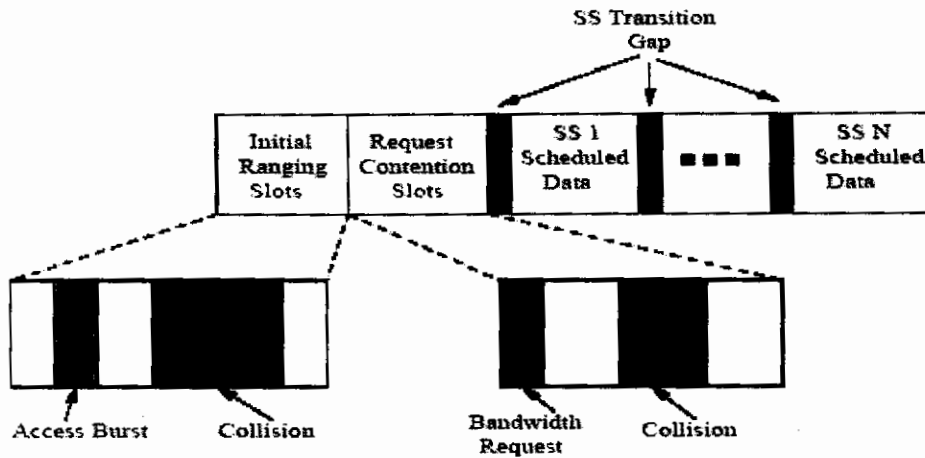 SS Transition
Gap
Initial
Ranging
Slots
Request
Contention
Slots
SS 1
Scheduled
Data
SS N
Scheduled
Data
Access Burst
Collision
Bandwidth
Request
Collision